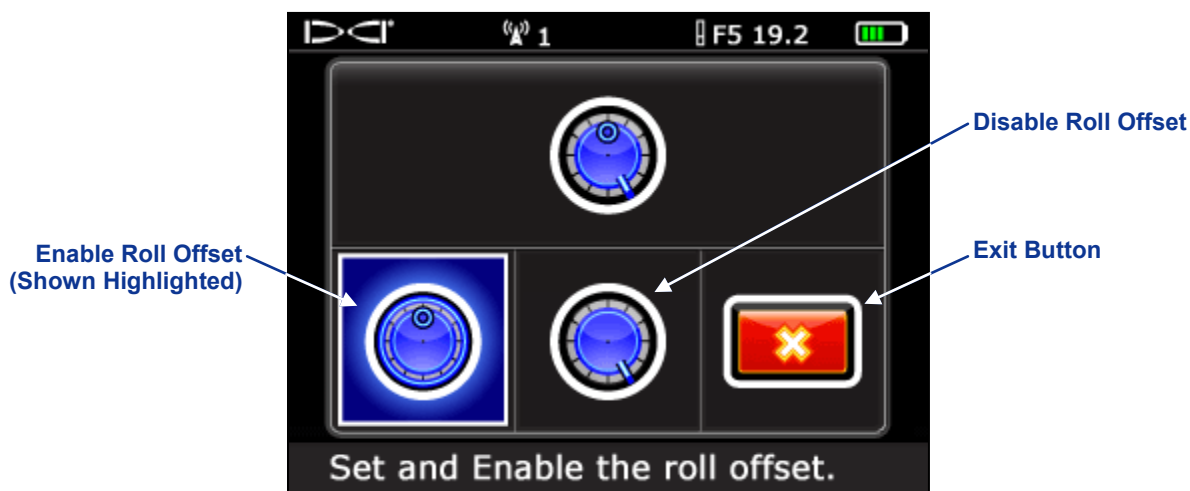 DCI
1
F5 19.2
Disable Roll Offset
Enable Roll Offset
(Shown Highlighted)
Exit Button
Set and Enable the roll offset.